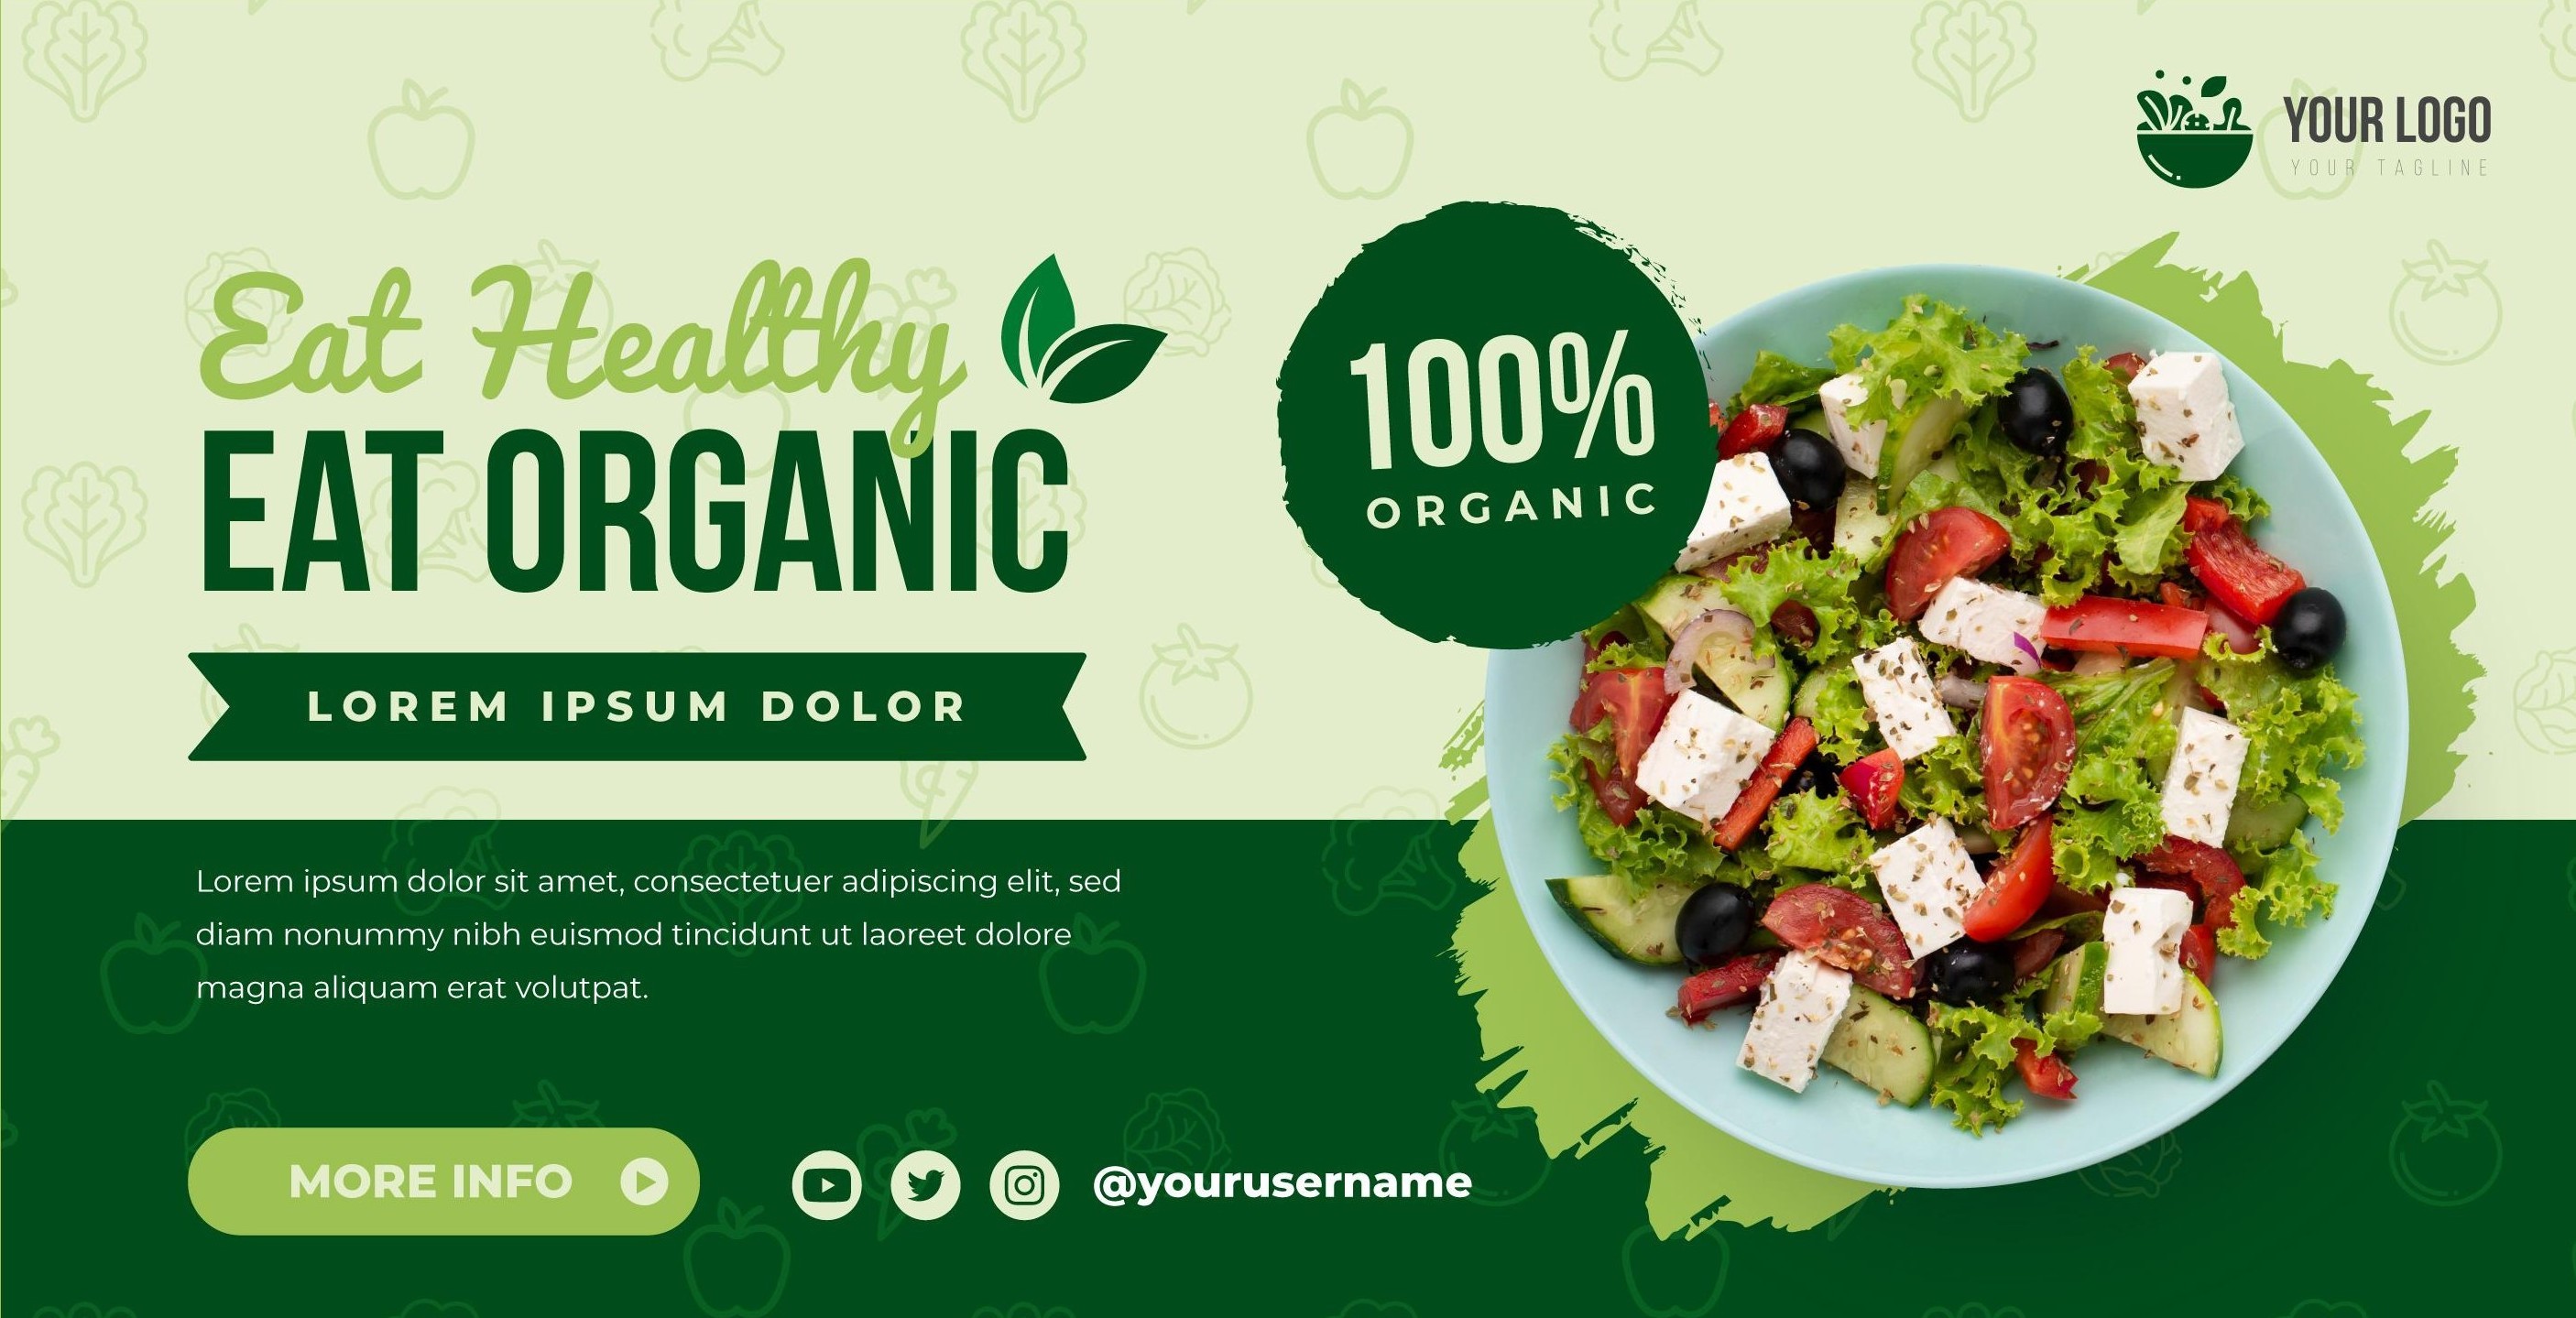 YOUR LOGO
YOUR TAGLINE
Eat Healthy
EAT ORGANIC
LOREM IPSUM DOLOR
100%
ORGANIC
Lorem ipsum dolor sit amet, consectetuer adipiscing elit, sed
diam nonummy nibh euismod tincidunt ut laoreet dolore
magna aliquam erat volutpat.
MORE INFO
@yourusername